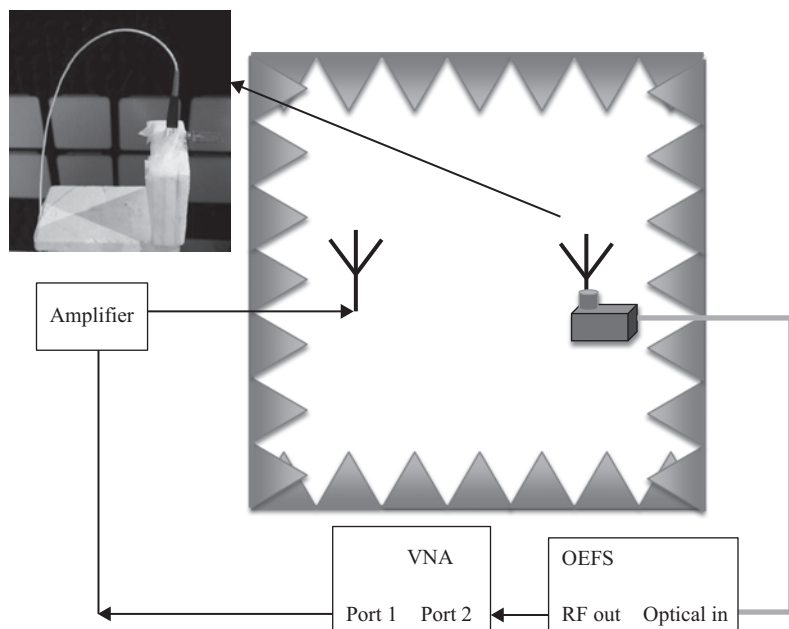 Amplifier
VNA
Port 1 Port 2
OEFS
RF out Optical in